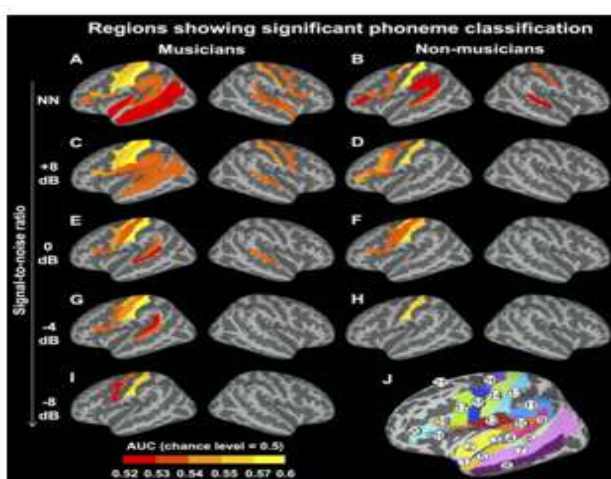 Regions showing significant phoneme classification
Musicians
Non-musicians
A
B
NN
C
D
+8
dB
E
F
0
dB
G
H
-4
dB
I
J
-8
dB
Signal-to-noise ratio
AUC (chance level = 0.5)
0.52 0.53 0.54 0.55 0.57 0.6